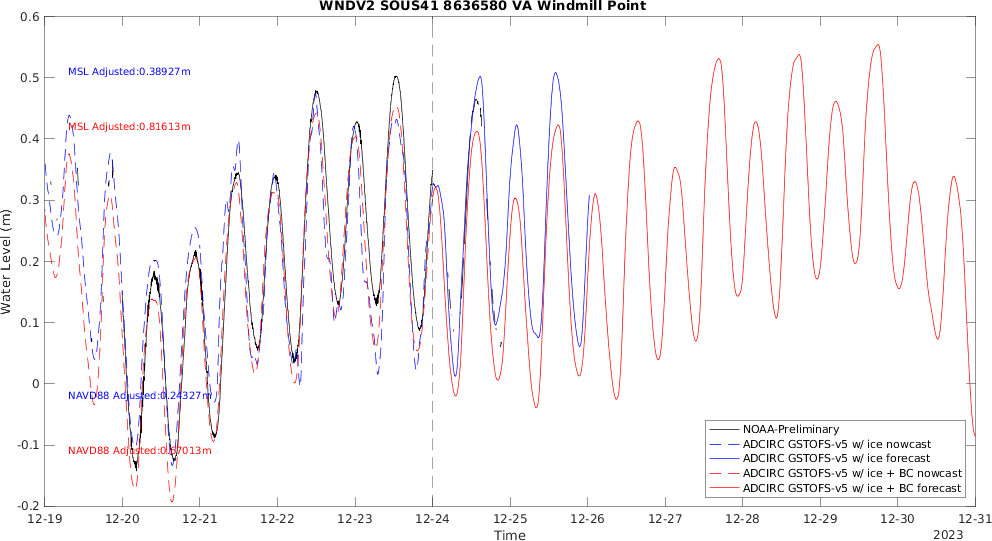 WNDV2 SOUS41 8636580 VA Windmill Point
0.6
0.5
0.4
0.3
0.2
0.1
0
-0.1
-0.2
Water Level (m)
MSL Adjusted:0.38927m
MSL Adjusted:0.81613m
NAVD88 Adjusted:0.24327m
NAVD88 Adjusted:0.67013m
NOAA-Preliminary
ADCIRC GSTOFS-v5 w/ ice nowcast
ADCIRC GSTOFS-v5 w/ ice forecast
ADCIRC GSTOFS-v5 w/ ice + BC nowcast
ADCIRC GSTOFS-v5 w/ ice + BC forecast
12-19 12-20 12-21 12-22 12-23 12-24 12-25 12-26 12-27 12-28 12-29 12-30 12-31
Time
2023